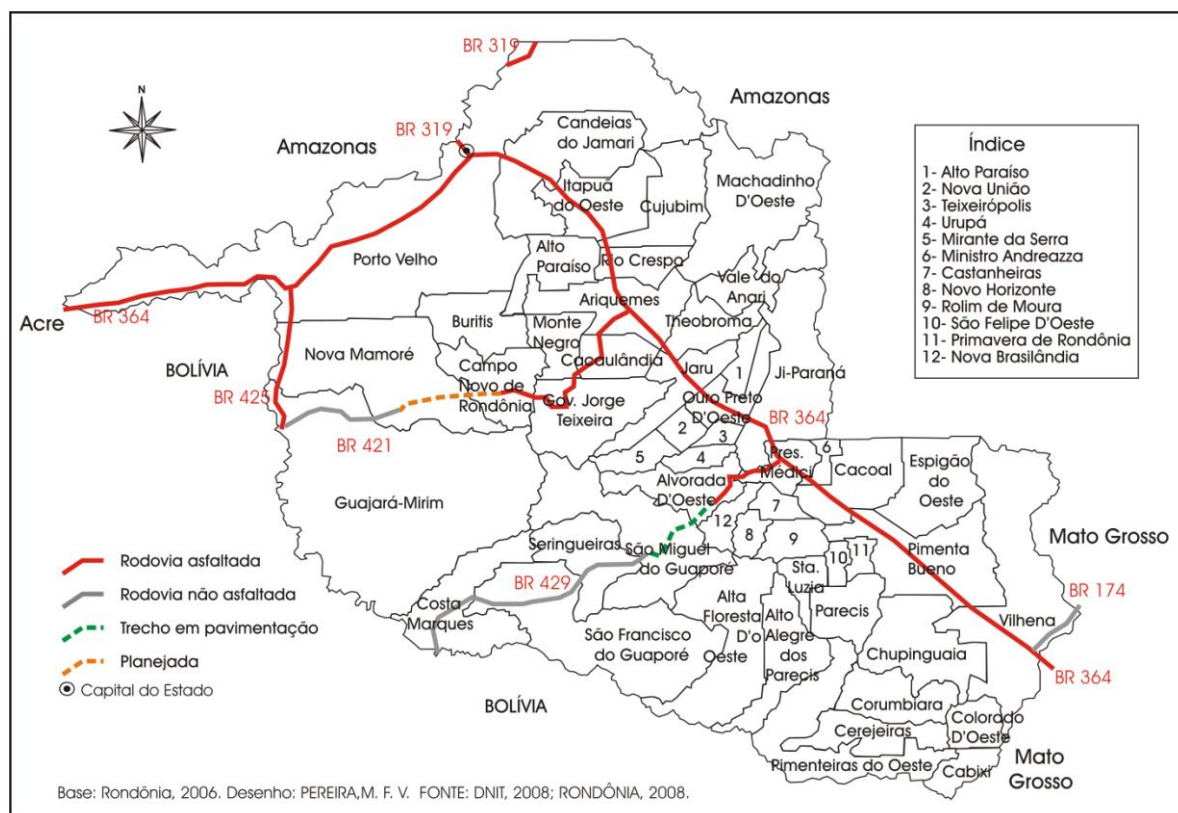 BR 319
Amazonas
N
BR 319
Candeias
do Jamari
Amazonas
Itapuã
do Oeste
Cujubim
Machadinho
D'Oeste
Porto Velho
Alto
Paraíso
Rio Crespo
Vale do
Anari
Ariquemes
Acre
BR 364
Buritis
Monte
Negro
Theobroma
BOLÍVIA
Nova Mamoré
Campo
Novo de
Rondônia
Cacaulândia
Jaru
1
Ji-Paraná
Gov. Jorge
Teixeira
Ouro Preto
D'Oeste
BR 425
BR 421
2
3
BR 364
5
4
Pres.
Médici
6
Cacoal
Espigão
do
Oeste
Guajará-Mirim
Alvorada
D'Oeste
12
7
8
9
Seringueiras
São Miguel
do Guaporé
10
11
Pimenta
Bueno
Mato Grosso
BR 429
Sta.
Luzia
BR 174
Costa
Marques
Alta
Floresta
D'o
Oeste
Alto
Alegre
dos
Parecis
Parecis
Vilhena
São Francisco
do Guaporé
Chupinguaia
BR 364
BOLÍVIA
Corumbiara
Colorado
D'Oeste
Cerejeiras
Pimenteiras do Oeste
Cabixi
Mato
Grosso
Índice
1- Alto Paraíso
2- Nova União
3- Teixeirópolis
4- Urupá
5- Mirante da Serra
6- Ministro Andreazza
7- Castanheiras
8- Novo Horizonte
9- Rolim de Moura
10- São Felipe D'Oeste
11- Primavera de Rondônia
12- Nova Brasilândia
Rodovia asfaltada
Rodovia não asfaltada
Trecho em pavimentação
Planejada
Capital do Estado
Base: Rondônia, 2006. Desenho: PEREIRA,M. F. V. FONTE: DNIT, 2008; RONDÔNIA, 2008.